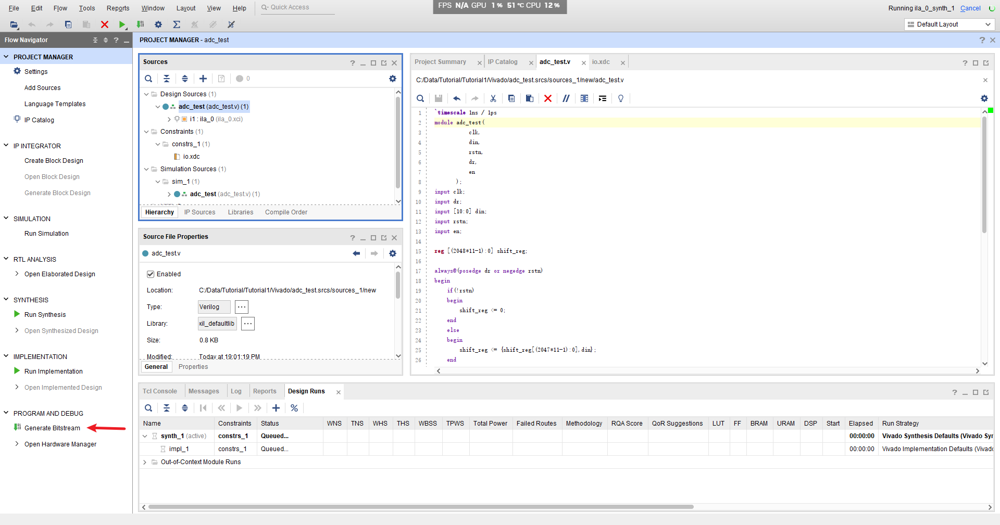 File Edit Flow Tools Reports Window Layout View Help Quick Access
FPS N/A GPU 1 % 51 °C CPU 12 %
Running ila_0_synth_1 Cancel
Default Layout
Flow Navigator
PROJECT MANAGER
Settings
Add Sources
Language Templates
IP Catalog
IP INTEGRATOR
Create Block Design
Open Block Design
Generate Block Design
SIMULATION
Run Simulation
RTL ANALYSIS
Open Elaborated Design
SYNTHESIS
Run Synthesis
Open Synthesized Design
IMPLEMENTATION
Run Implementation
Open Implemented Design
PROGRAM AND DEBUG
Generate Bitstream
Open Hardware Manager
PROJECT MANAGER - adc_test
Sources
0
Design Sources (1)
adc_test (adc_test.v) (1)
i1 : ila_0 (ila_0.xci)
Constraints (1)
constrs_1 (1)
io.xdc
Simulation Sources (1)
sim_1 (1)
adc_test (adc_test.v) (1)
Hierarchy IP Sources Libraries Compile Order
Source File Properties
adc_test.v
Enabled
Location: C:/Data/Tutorial/Tutorial1/Vivado/adc_test.srcs/sources_1/new
Type: Verilog ...
Library: xil_defaultlib ...
Size: 0.8 KB
Modified: Today at 19:01:19 PM
General Properties
Project Summary IP Catalog adc_test.v io.xdc
C:/Data/Tutorial/Tutorial1/Vivado/adc_test.srcs/sources_1/new/adc_test.v
1 `timescale 1ns / 1ps
2 module adc_test(
3 clk,
4 din,
5 rstn,
6 dr,
7 en
8 );
9 input clk;
10 input dr;
11 input [10:0] din;
12 input rstn;
13 input en;
14
15 reg [(2048*11-1):0] shift_reg;
16
17 always@(posedge dr or negedge rstn)
18 begin
19 if(!rstn)
20 begin
21 shift_reg <= 0;
22 end
23 else
24 begin
25 shift_reg <= {shift_reg[(2047*11-1):0],din};
26 end
Tcl Console Messages Log Reports Design Runs
Name Constraints Status WNS TNS WHS THS WBSS TPWS Total Power Failed Routes Methodology RQA Score QoR Suggestions LUT FF BRAM URAM DSP Start Elapsed Run Strategy
synth_1 (active) constrs_1 Queued... 00:00:00 Vivado Synthesis Defaults (Vivado Syn
impl_1 constrs_1 Queued... 00:00:00 Vivado Implementation Defaults (Vivado
Out-of-Context Module Runs